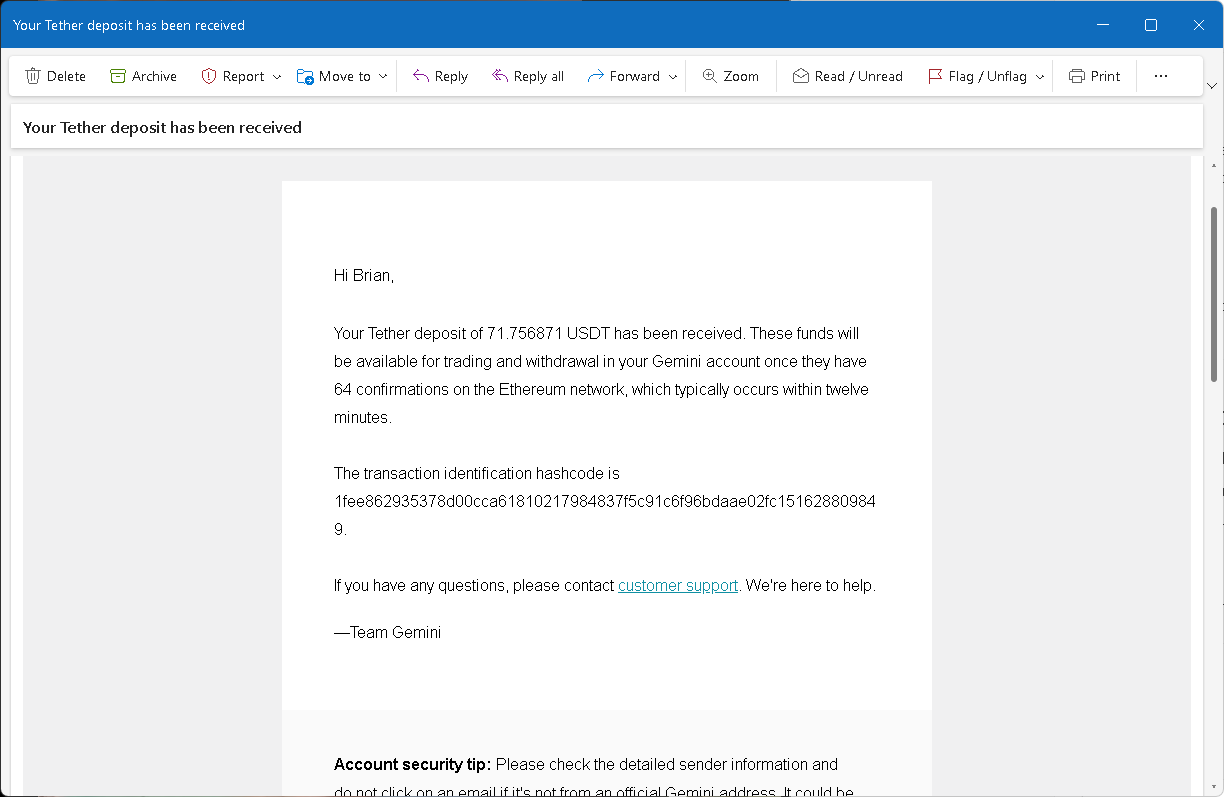 Your Tether deposit has been received
Delete Archive Report Move to Reply Reply all Forward Zoom Read / Unread Flag / Unflag Print
Your Tether deposit has been received
Hi Brian,
Your Tether deposit of 71.756871 USDT has been received. These funds will
be available for trading and withdrawal in your Gemini account once they have
64 confirmations on the Ethereum network, which typically occurs within twelve
minutes.
The transaction identification hashcode is
1fee862935378d00cca61810217984837f5c91c6f96bdaae02fc15162880984
9.
If you have any questions, please contact customer support. We're here to help.
—Team Gemini
Account security tip: Please check the detailed sender information and
do not click on an email if it's not from an official Gemini address. It could be